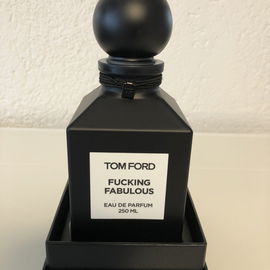 TOM FORD
FUCKING
FABULOUS
EAU DE PARFUM
250 ML